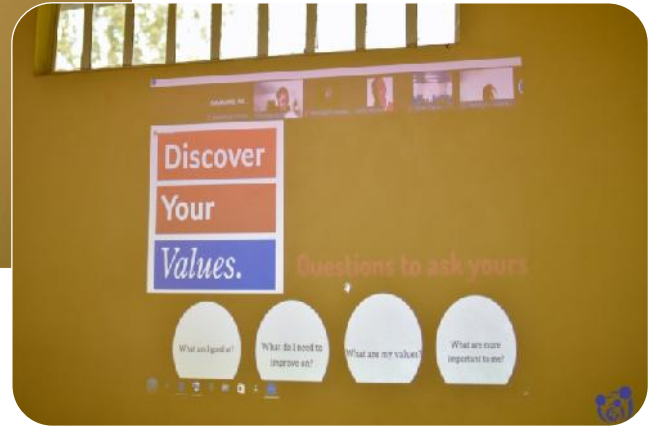 Discover
Your
Values.
Questions to ask yours
What am I good at?
What do I need to
improve on?
What are my values?
What are more
important to me?